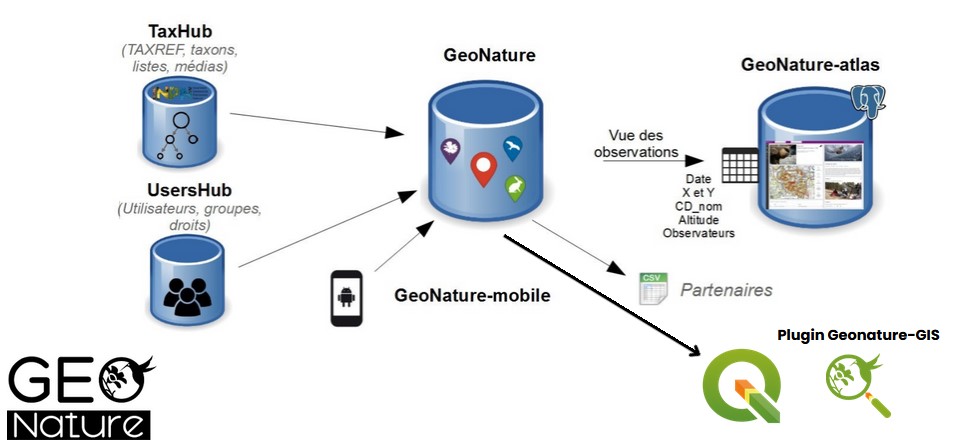 TaxHub
(TAXREF, taxons,
listes, médias)
GeoNature
GeoNature-atlas
Vue des
observations
Date
X et Y
CD_nom
Altitude
Observateurs
UsersHub
(Utilisateurs, groupes,
droits)
GeoNature-mobile
CSV
Partenaires
Plugin Geonature-GIS
GEO
Nature